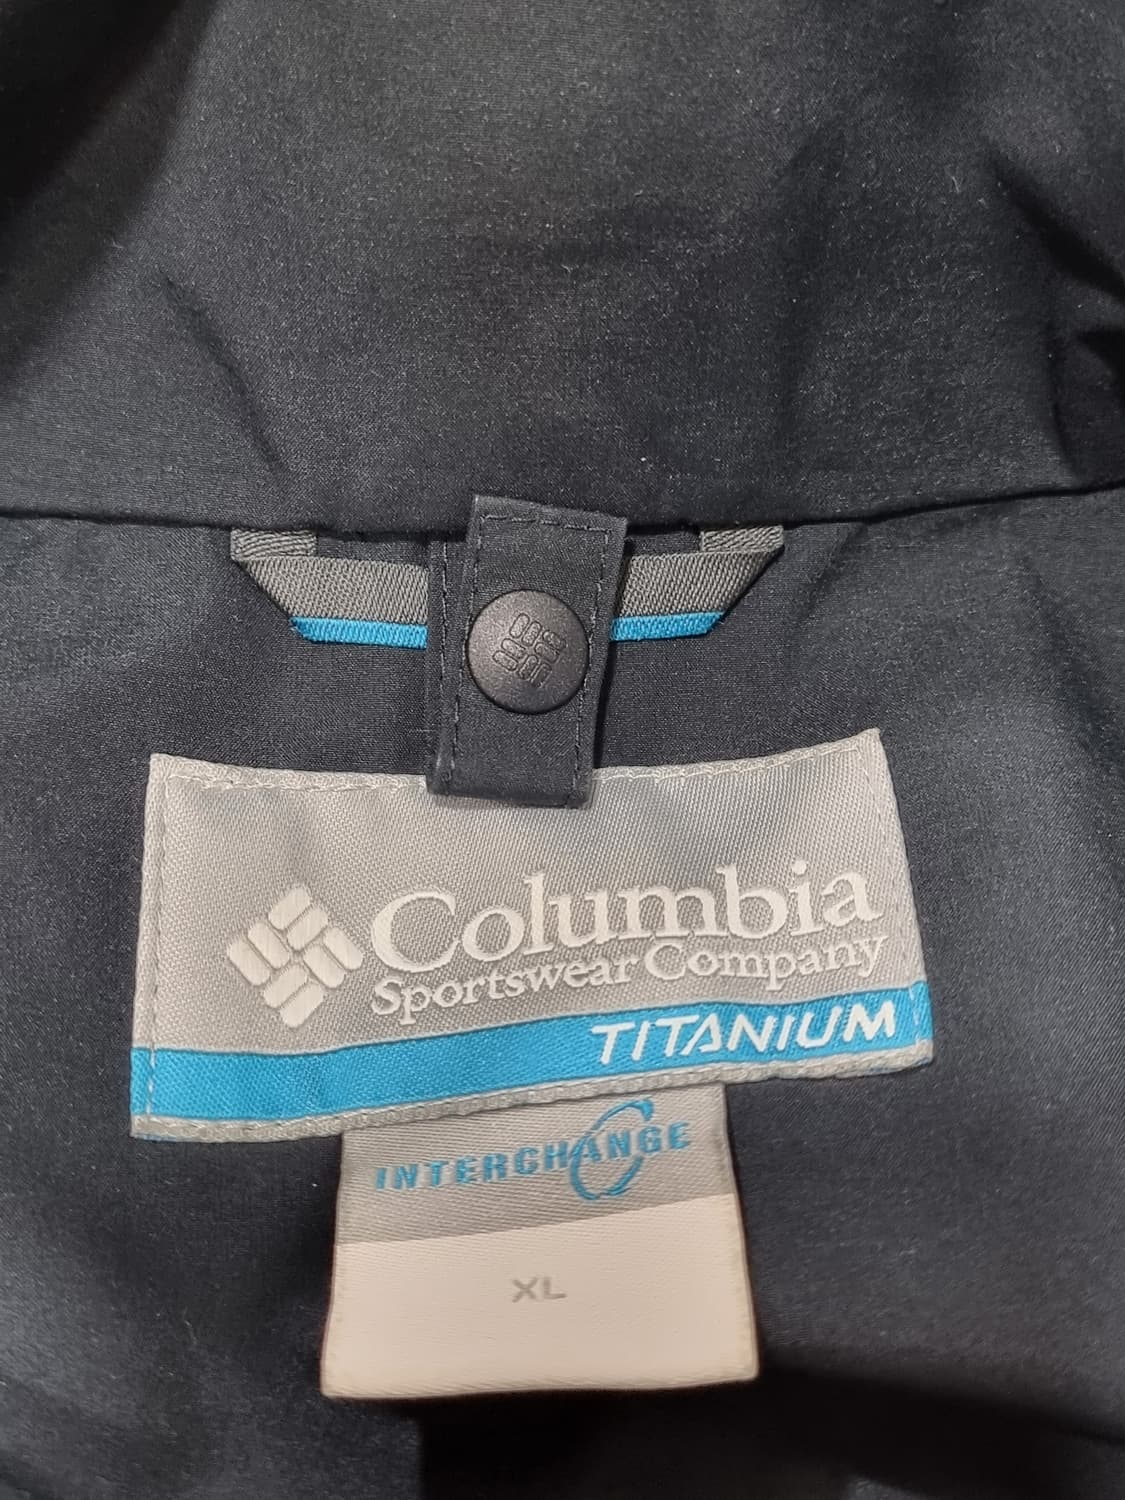 Columbia
Sportswear Company
TITANIUM
INTERCHANGE
XL